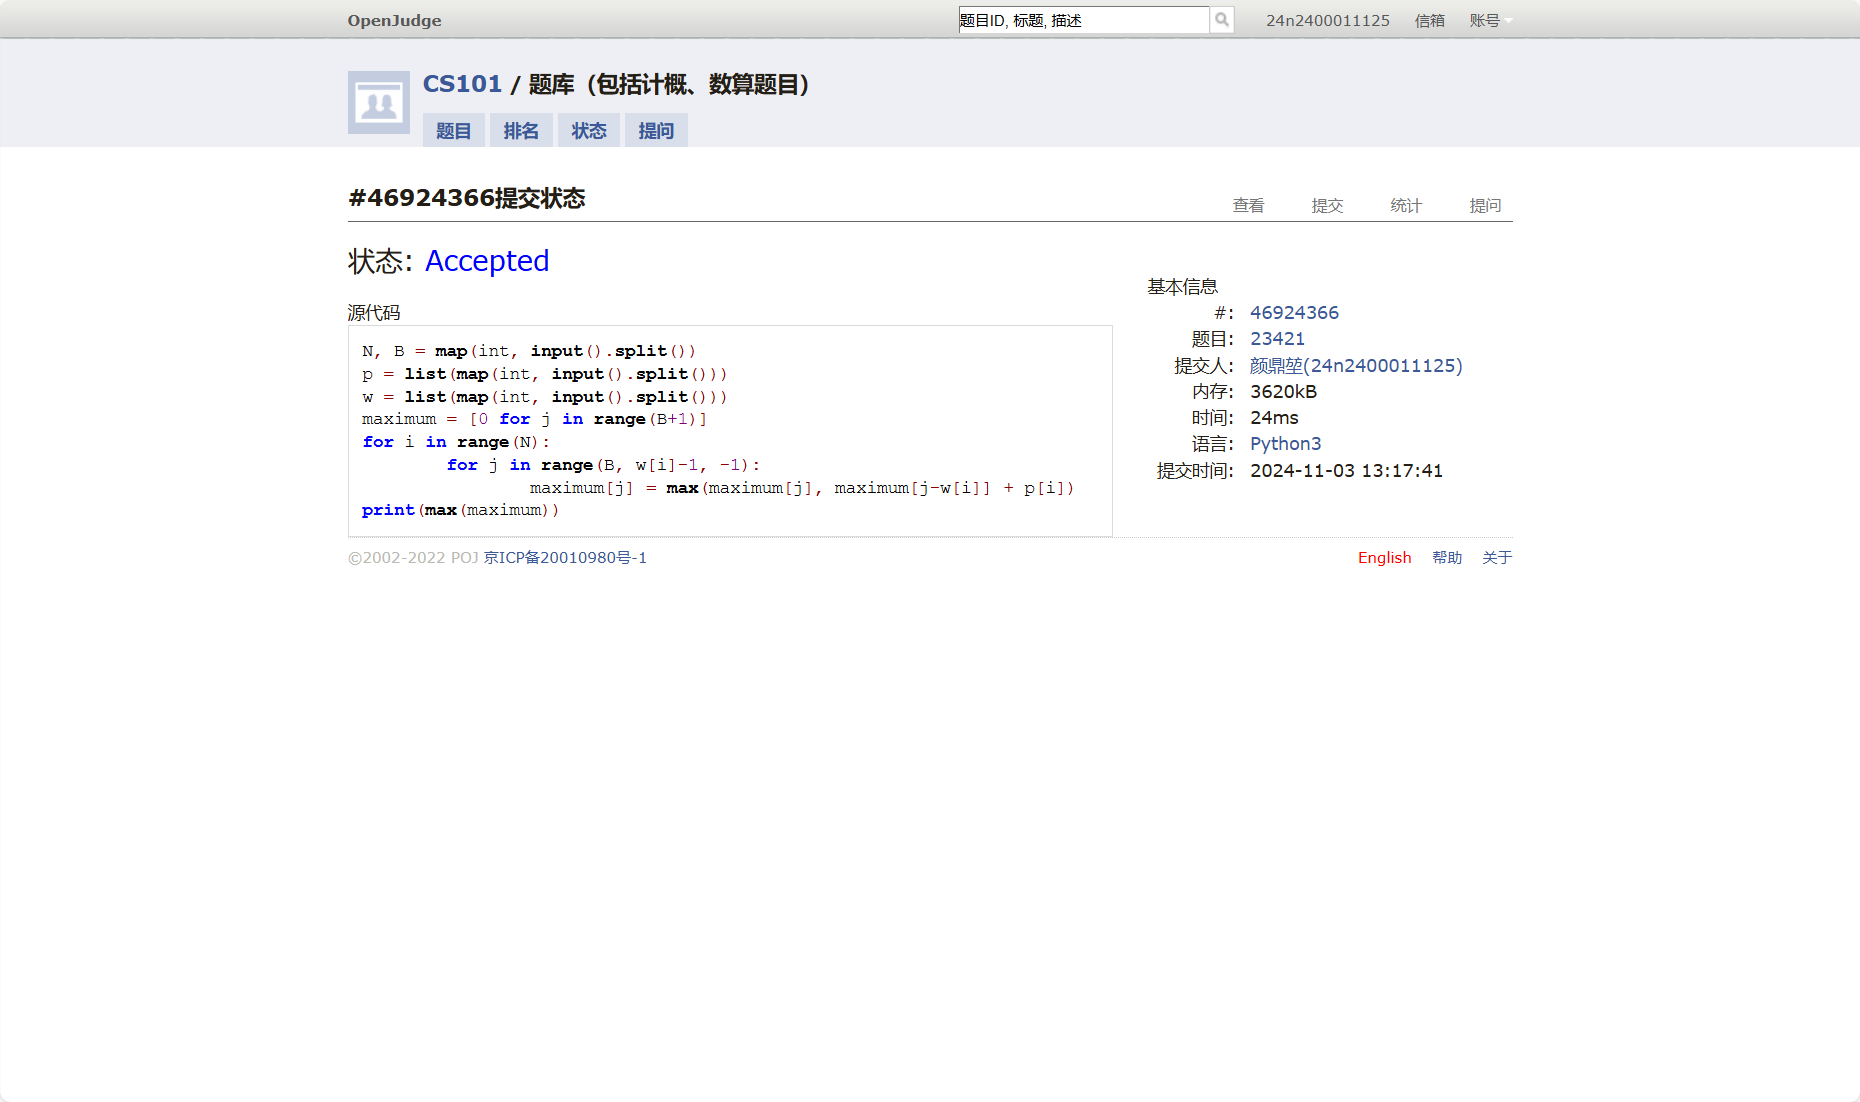 OpenJudge
题目ID, 标题, 描述
24n2400011125 信箱 账号
CS101 / 题库（包括计概、数算题目）
题目 排名 状态 提问
#46924366提交状态
查看 提交 统计 提问
状态: Accepted
源代码
N, B = map(int, input().split())
p = list(map(int, input().split()))
w = list(map(int, input().split()))
maximum = [0 for j in range(B+1)]
for i in range(N):
        for j in range(B, w[i]-1, -1):
                maximum[j] = max(maximum[j], maximum[j-w[i]] + p[i])
print(max(maximum))
基本信息
#: 46924366
题目: 23421
提交人: 颜鼎堃(24n2400011125)
内存: 3620kB
时间: 24ms
语言: Python3
提交时间: 2024-11-03 13:17:41
©2002-2022 POJ 京ICP备20010980号-1
English 帮助 关于